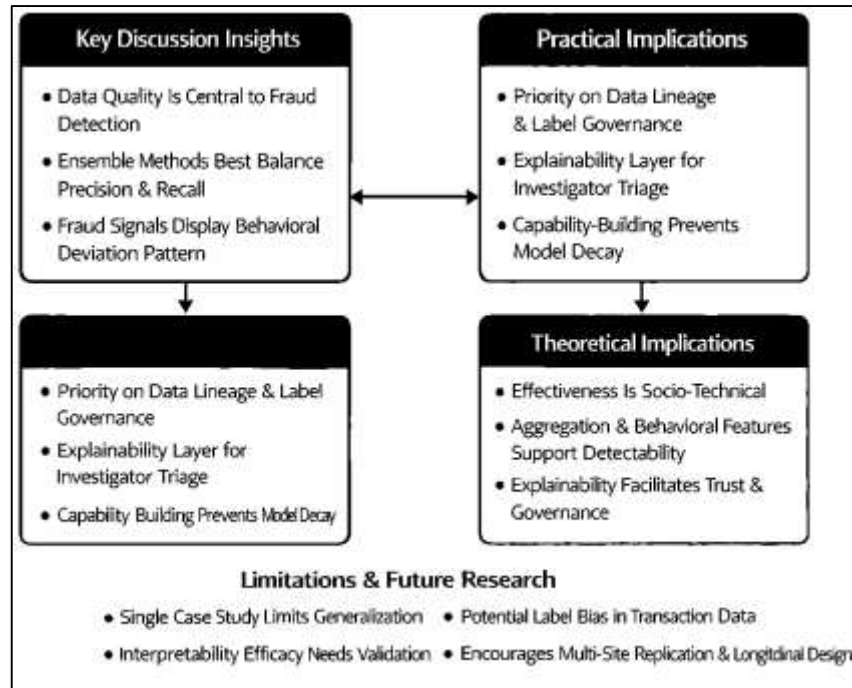 Key Discussion Insights
• Data Quality Is Central to Fraud
Detection
• Ensemble Methods Best Balance
Precision & Recall
• Fraud Signals Display Behavioral
Deviation Pattern
Practical Implications
• Priority on Data Lineage
& Label Governance
• Explainability Layer for
Investigator Triage
• Capability-Building Prevents
Model Decay
• Priority on Data Lineage & Label
Governance
• Explainability Layer for
Investigator Triage
• Capability Building Prevents Model Decay
Theoretical Implications
• Effectiveness Is Socio-Technical
• Aggregation & Behavioral Features
Support Detectability
• Explainability Facilitates Trust &
Governance
Limitations & Future Research
• Single Case Study Limits Generalization • Potential Label Bias in Transaction Data
• Interpretability Efficacy Needs Validation • Encourages Multi-Site Replication & Longitdinal Design